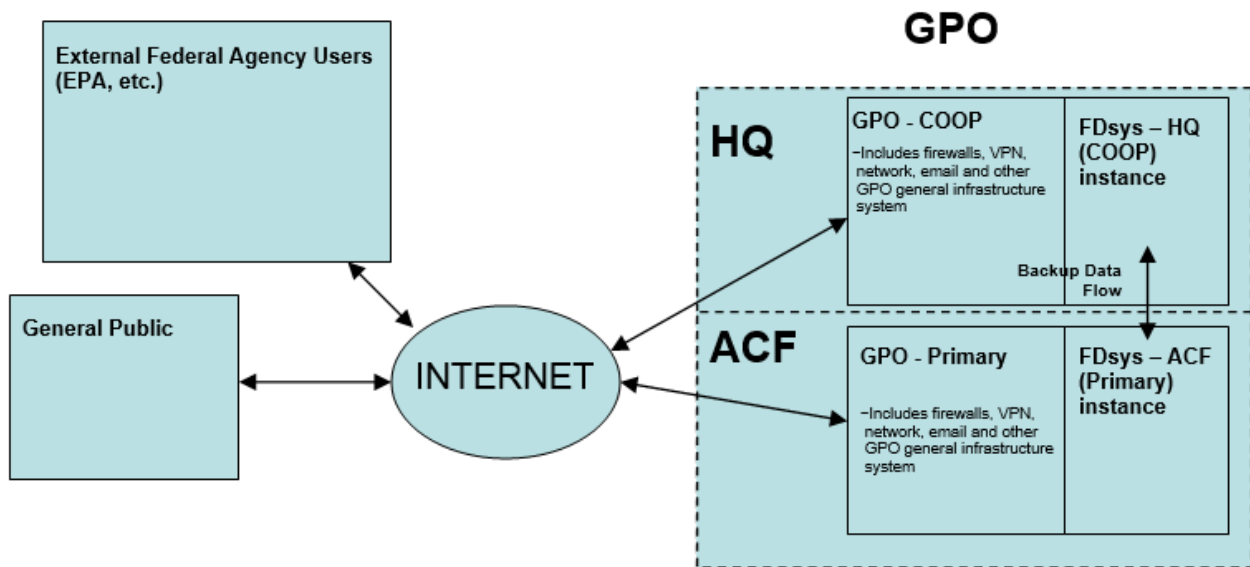 External Federal Agency Users
(EPA, etc.)
General Public
INTERNET
GPO
HQ
GPO - COOP
−Includes firewalls, VPN,
network, email and other
GPO general infrastructure
system
FDsys – HQ
(COOP)
instance
Backup Data
Flow
ACF
GPO - Primary
−Includes firewalls, VPN,
network, email and other
GPO general infrastructure
system
FDsys – ACF
(Primary)
instance